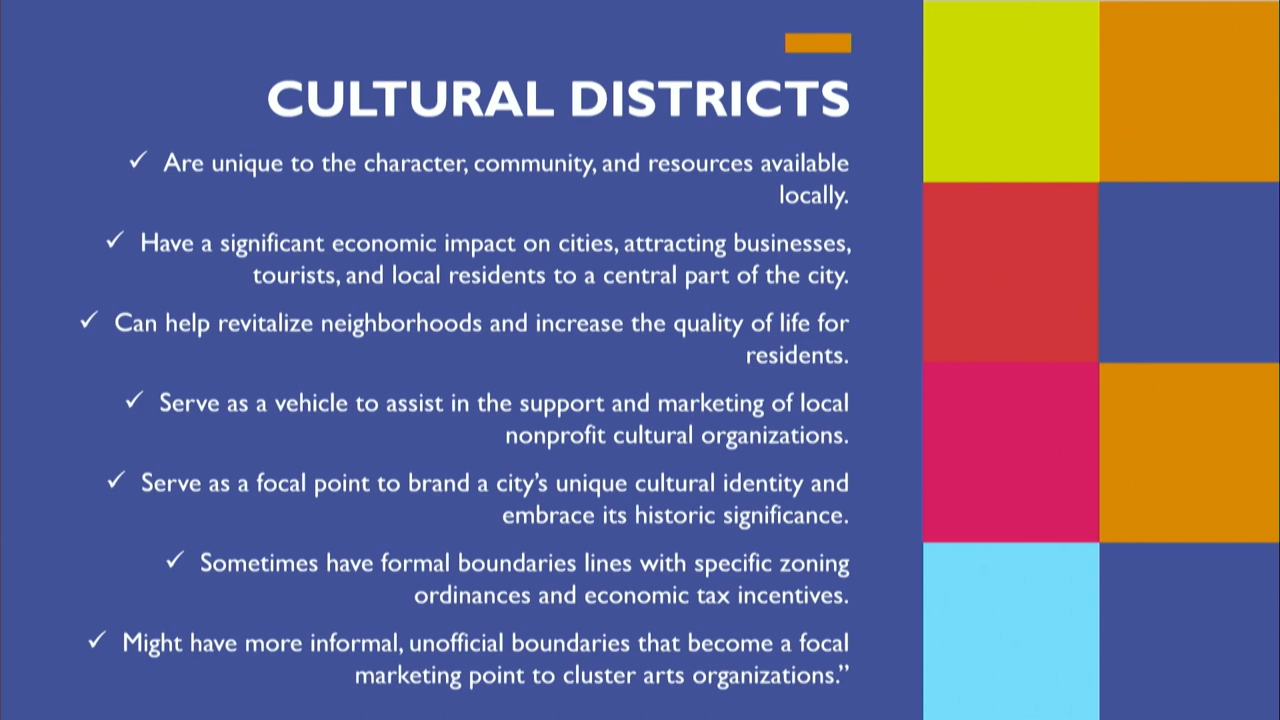 CULTURAL DISTRICTS
✓ Are unique to the character, community, and resources available
locally.
✓ Have a significant economic impact on cities, attracting businesses,
tourists, and local residents to a central part of the city.
✓ Can help revitalize neighborhoods and increase the quality of life for
residents.
✓ Serve as a vehicle to assist in the support and marketing of local
nonprofit cultural organizations.
✓ Serve as a focal point to brand a city’s unique cultural identity and
embrace its historic significance.
✓ Sometimes have formal boundaries lines with specific zoning
ordinances and economic tax incentives.
✓ Might have more informal, unofficial boundaries that become a focal
marketing point to cluster arts organizations.”